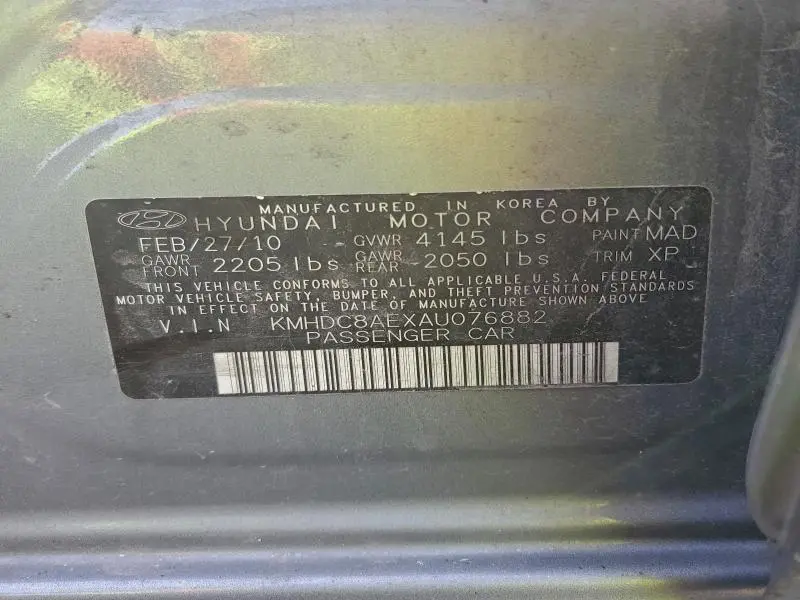 MANUFACTURED IN KOREA BY
HYUNDAI MOTOR COMPANY
FEB/27/10 GVWR 4145 lbs PAINT MAD
GAWR FRONT 2205 lbs GAWR REAR 2050 lbs TRIM XP
THIS VEHICLE CONFORMS TO ALL APPLICABLE U.S.A. FEDERAL
MOTOR VEHICLE SAFETY, BUMPER, AND THEFT PREVENTION STANDARDS
IN EFFECT ON THE DATE OF MANUFACTURE SHOWN ABOVE
V.I.N KMHDC8AEXAU076882
PASSENGER CAR